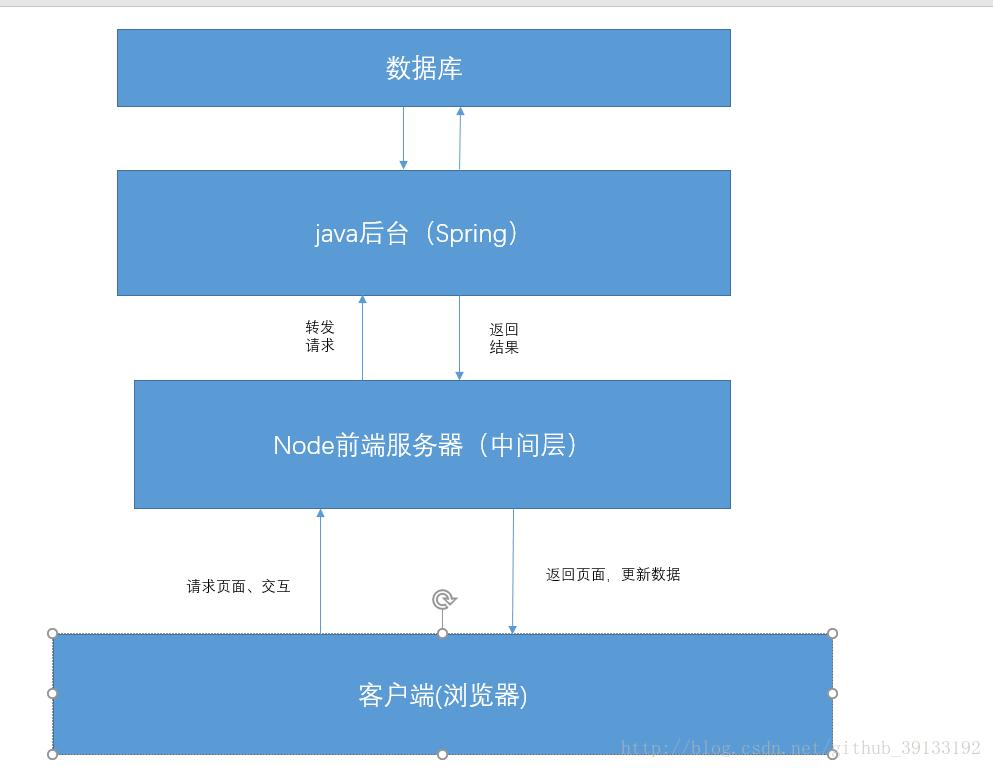 数据库
java后台（Spring）
转发
请求
返回
结果
Node前端服务器（中间层）
请求页面、交互
返回页面，更新数据
客户端(浏览器)
http://blog.csdn.net/github_39133192